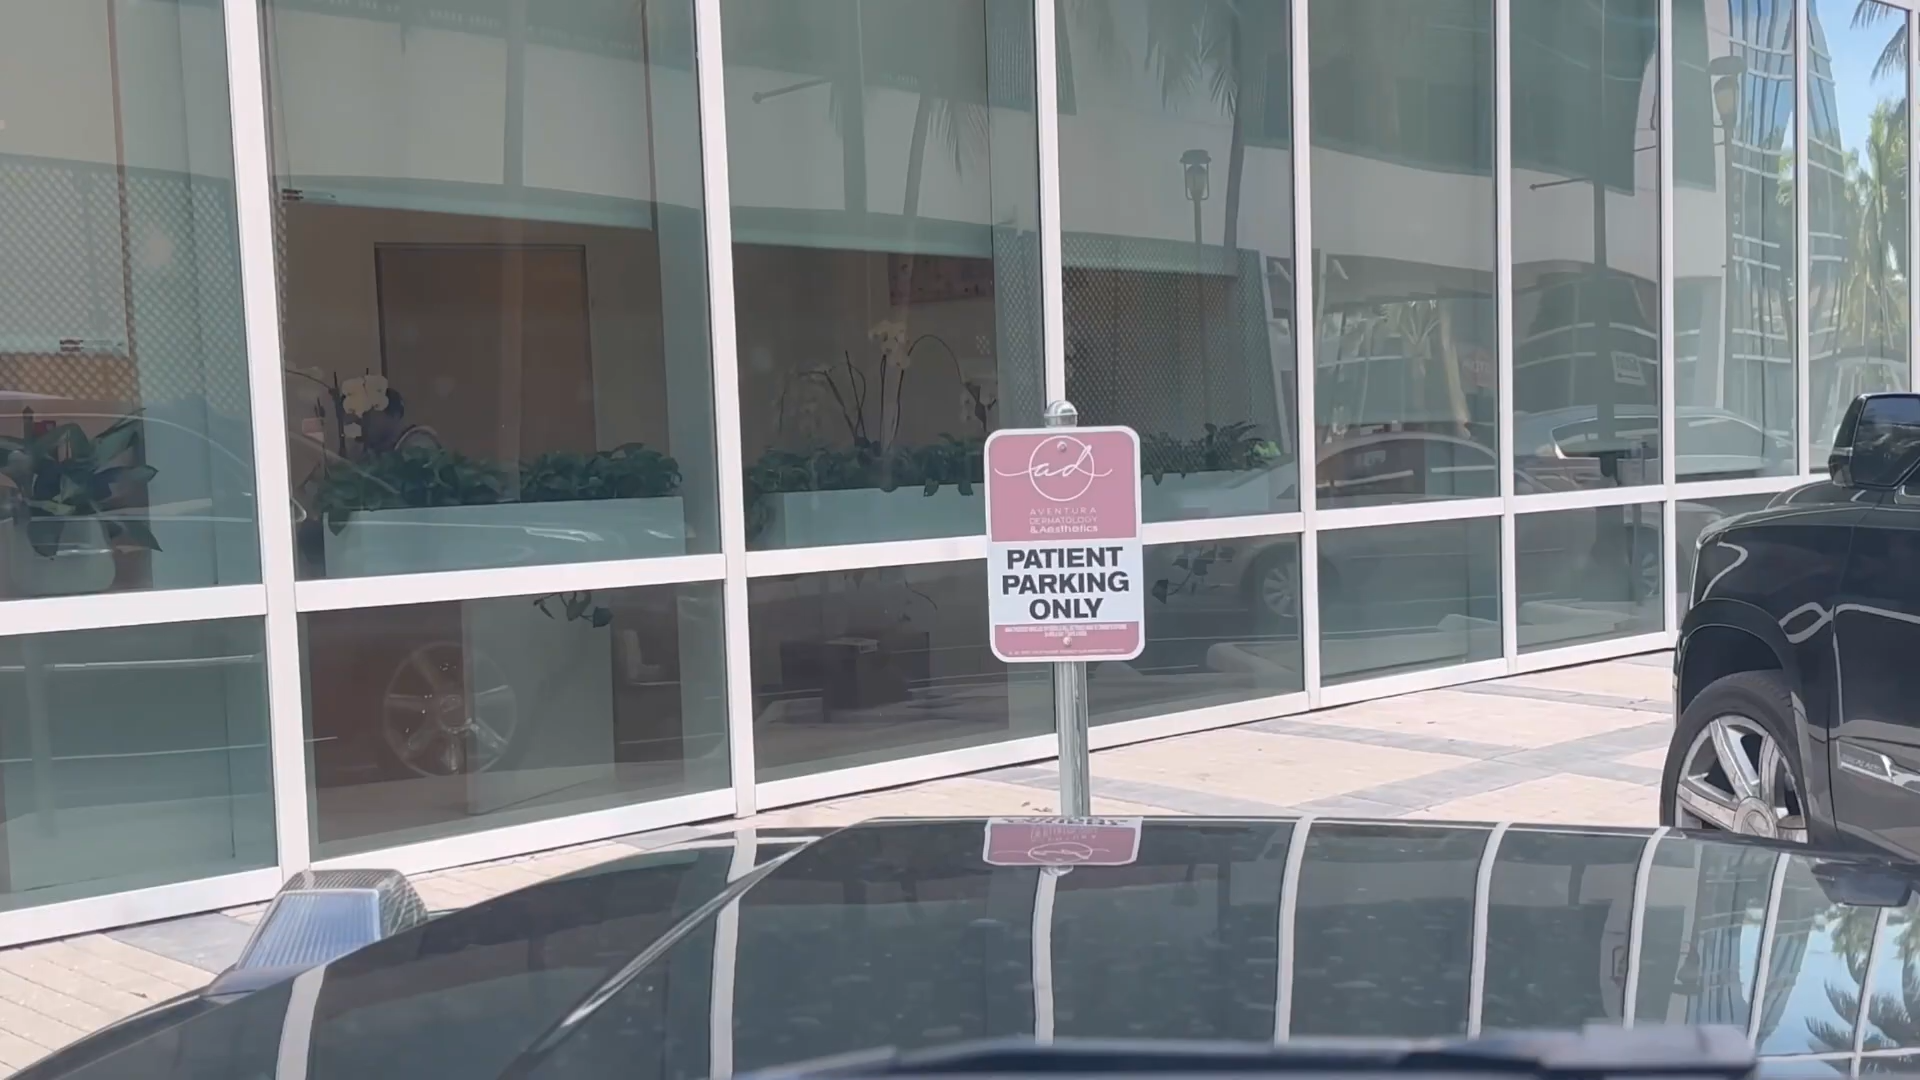 ad
AVENTURA
DERMATOLOGY
& Aesthetics
PATIENT
PARKING
ONLY